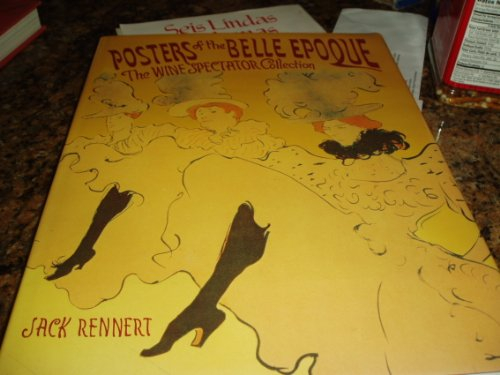 Seis Lindas
POSTERS of the BELLE EPOQUE
The WINE SPECTATOR Collection
JACK RENNERT